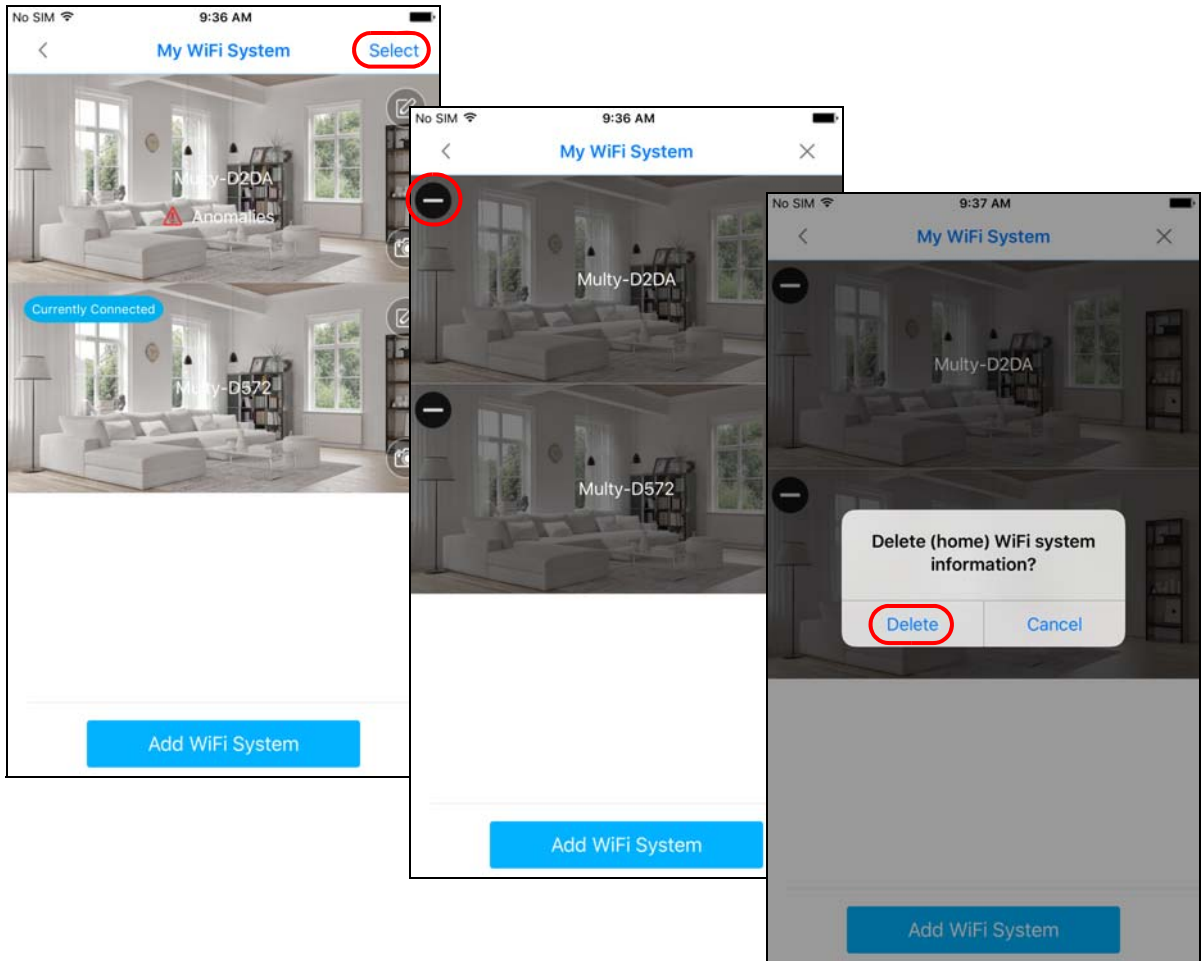 No SIM 9:36 AM
My WiFi System Select
Multy-D2DA
Anomalies
Currently Connected
Multy-D572
Add WiFi System
No SIM 9:36 AM
My WiFi System
Multy-D2DA
Multy-D572
Add WiFi System
No SIM 9:37 AM
My WiFi System
Multy-D2DA
Delete (home) WiFi system
information?
Delete Cancel
Add WiFi System